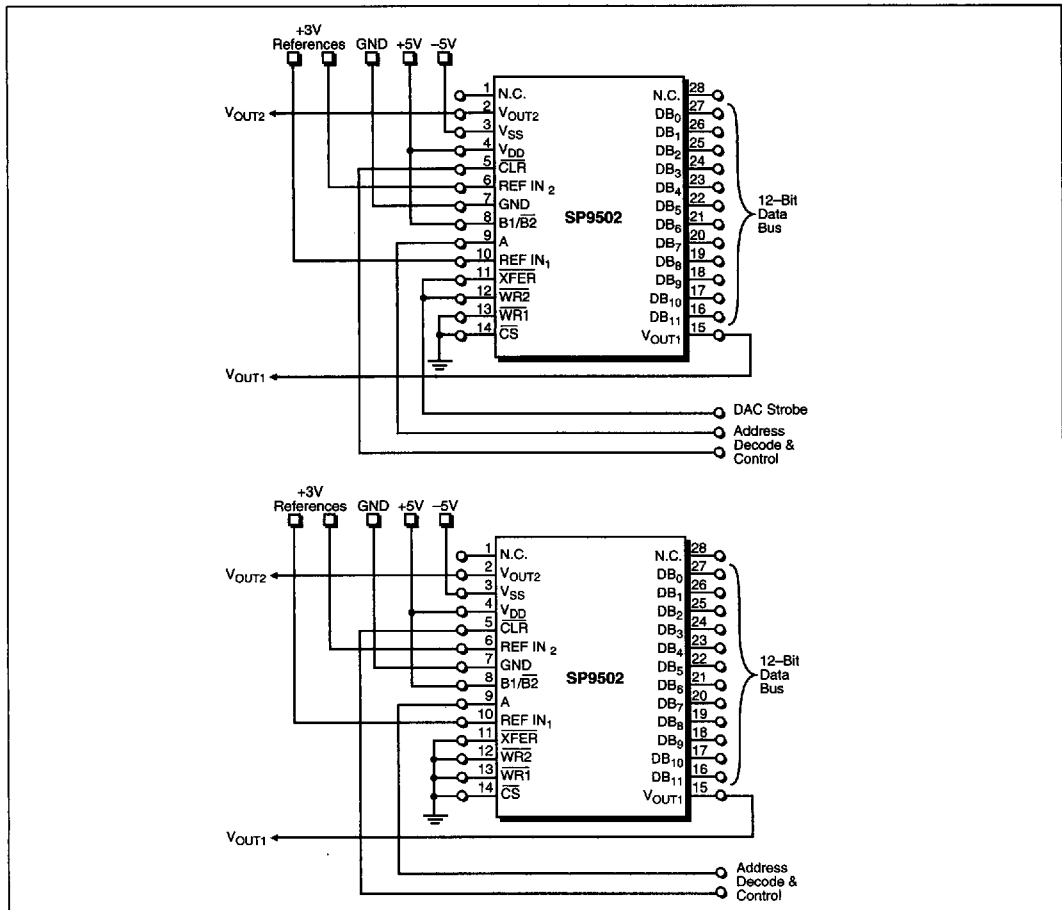 +3V
References GND +5V –5V
1 N.C. N.C. 28
2 VOUT2 DB0 27
3 VSS DB1 26
4 VDD DB2 25
5 CLR DB3 24
6 REF IN 2 DB4 23
7 GND DB5 22
8 B1/B2 DB6 21
9 A DB7 20
10 REF IN1 DB8 19
11 XFER DB9 18
12 WR2 DB10 17
13 WR1 DB11 16
14 CS VOUT1 15
SP9502
12–Bit
Data
Bus
VOUT2
VOUT1
DAC Strobe
Address
Decode &
Control
+3V
References GND +5V –5V
1 N.C. N.C. 28
2 VOUT2 DB0 27
3 VSS DB1 26
4 VDD DB2 25
5 CLR DB3 24
6 REF IN 2 DB4 23
7 GND DB5 22
8 B1/B2 DB6 21
9 A DB7 20
10 REF IN1 DB8 19
11 XFER DB9 18
12 WR2 DB10 17
13 WR1 DB11 16
14 CS VOUT1 15
SP9502
12–Bit
Data
Bus
VOUT2
VOUT1
Address
Decode &
Control